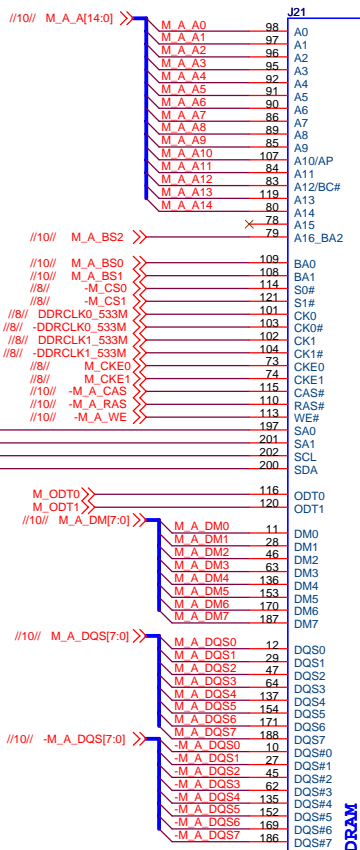 J21
//10// M_A_A[14:0]
M_A_A0 98 A0
M_A_A1 97 A1
M_A_A2 96 A2
M_A_A3 95 A3
M_A_A4 92 A4
M_A_A5 91 A5
M_A_A6 90 A6
M_A_A7 86 A7
M_A_A8 89 A8
M_A_A9 85 A9
M_A_A10 107 A10/AP
M_A_A11 84 A11
M_A_A12 83 A12/BC#
M_A_A13 119 A13
M_A_A14 80 A14
78 A15
//10// M_A_BS2 79 A16_BA2
//10// M_A_BS0 109 BA0
//10// M_A_BS1 108 BA1
//8// -M_CS0 114 S0#
//8// -M_CS1 121 S1#
//8// DDRCLK0_533M 101 CK0
//8// -DDRCLK0_533M 103 CK0#
//8// DDRCLK1_533M 102 CK1
//8// -DDRCLK1_533M 104 CK1#
//8// M_CKE0 73 CKE0
//8// M_CKE1 74 CKE1
//10// -M_A_CAS 115 CAS#
//10// -M_A_RAS 110 RAS#
//10// -M_A_WE 113 WE#
197 SA0
201 SA1
202 SCL
200 SDA
M_ODT0 116 ODT0
M_ODT1 120 ODT1
//10// M_A_DM[7:0]
M_A_DM0 11 DM0
M_A_DM1 28 DM1
M_A_DM2 46 DM2
M_A_DM3 63 DM3
M_A_DM4 136 DM4
M_A_DM5 153 DM5
M_A_DM6 170 DM6
M_A_DM7 187 DM7
//10// M_A_DQS[7:0]
M_A_DQS0 12 DQS0
M_A_DQS1 29 DQS1
M_A_DQS2 47 DQS2
M_A_DQS3 64 DQS3
M_A_DQS4 137 DQS4
M_A_DQS5 154 DQS5
M_A_DQS6 171 DQS6
M_A_DQS7 188 DQS7
//10// -M_A_DQS[7:0]
-M_A_DQS0 10 DQS#0
-M_A_DQS1 27 DQS#1
-M_A_DQS2 45 DQS#2
-M_A_DQS3 62 DQS#3
-M_A_DQS4 135 DQS#4
-M_A_DQS5 152 DQS#5
-M_A_DQS6 169 DQS#6
-M_A_DQS7 186 DQS#7
DRAM